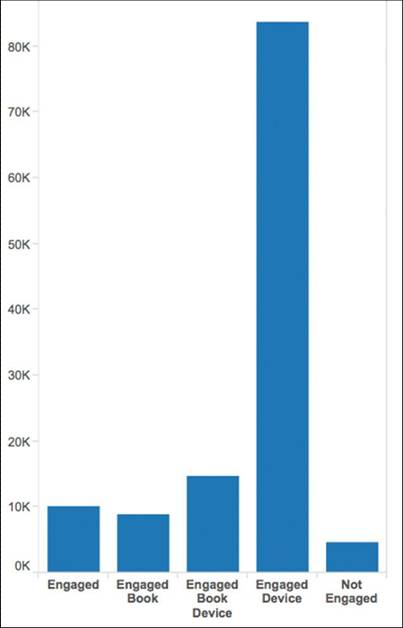 80K
70K
60K
50K
40K
30K
20K
10K
0K
Engaged
Engaged
Book
Engaged
Book
Device
Engaged
Device
Not
Engaged